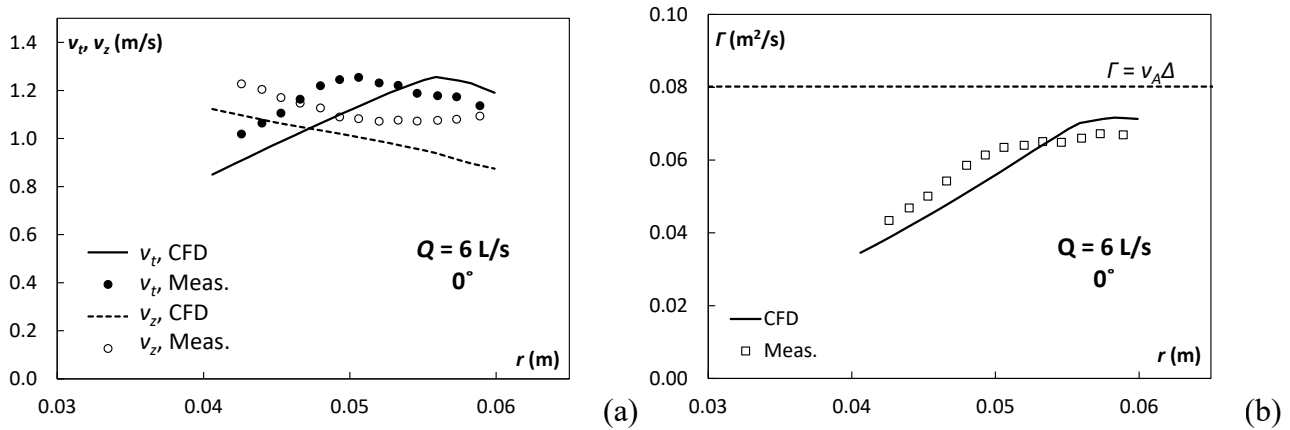 v_t, v_z (m/s)
1.4
1.2
1.0
0.8
0.6
0.4
0.2
0.0
v_t, CFD
v_t, Meas.
v_z, CFD
v_z, Meas.
Q = 6 L/s
0°
r (m)
0.03
0.04
0.05
0.06
(a)
Γ (m²/s)
0.10
0.08
0.06
0.04
0.02
0.00
Γ = v_AΔ
Q = 6 L/s
0°
CFD
Meas.
r (m)
0.03
0.04
0.05
0.06
(b)